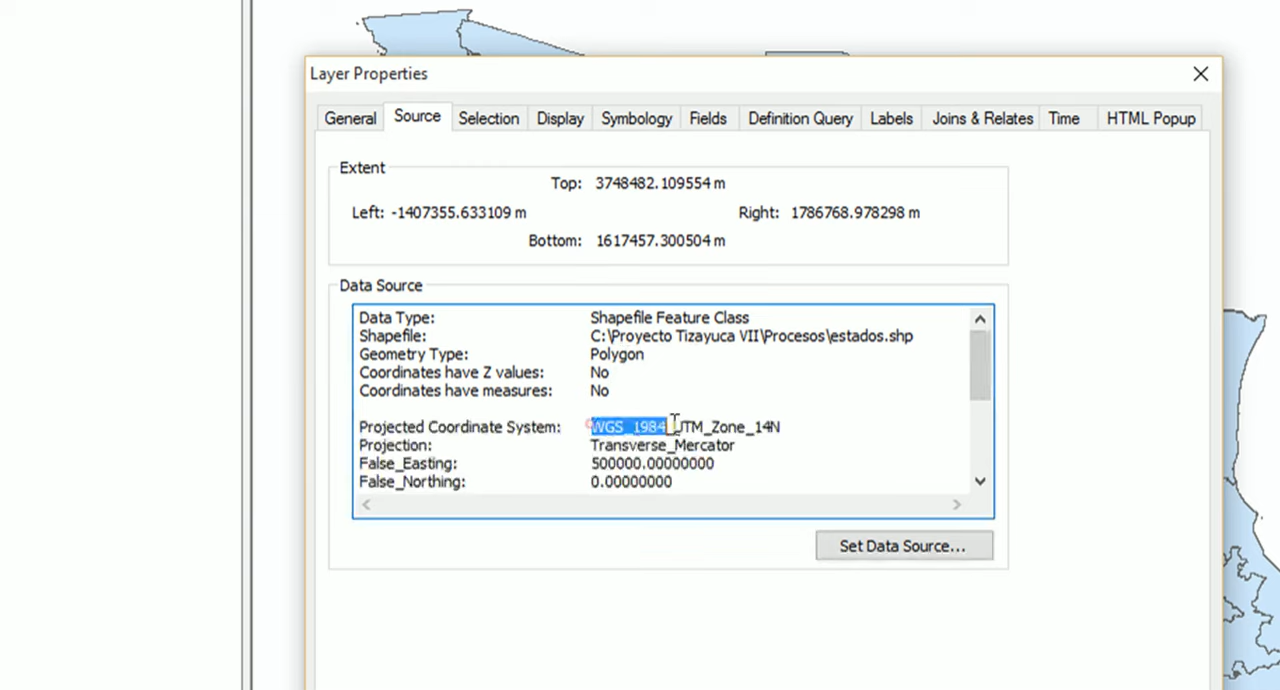 Layer Properties
General Source Selection Display Symbology Fields Definition Query Labels Joins & Relates Time HTML Popup
Extent
Top: 3748482.109554 m
Left: -1407355.633109 m Right: 1786768.978298 m
Bottom: 1617457.300504 m
Data Source
Data Type: Shapefile Feature Class
Shapefile: C:\Proyecto Tizayuca VII\Procesos\estados.shp
Geometry Type: Polygon
Coordinates have Z values: No
Coordinates have measures: No
Projected Coordinate System: WGS_1984_UTM_Zone_14N
Projection: Transverse_Mercator
False_Easting: 500000.00000000
False_Northing: 0.00000000
Set Data Source...